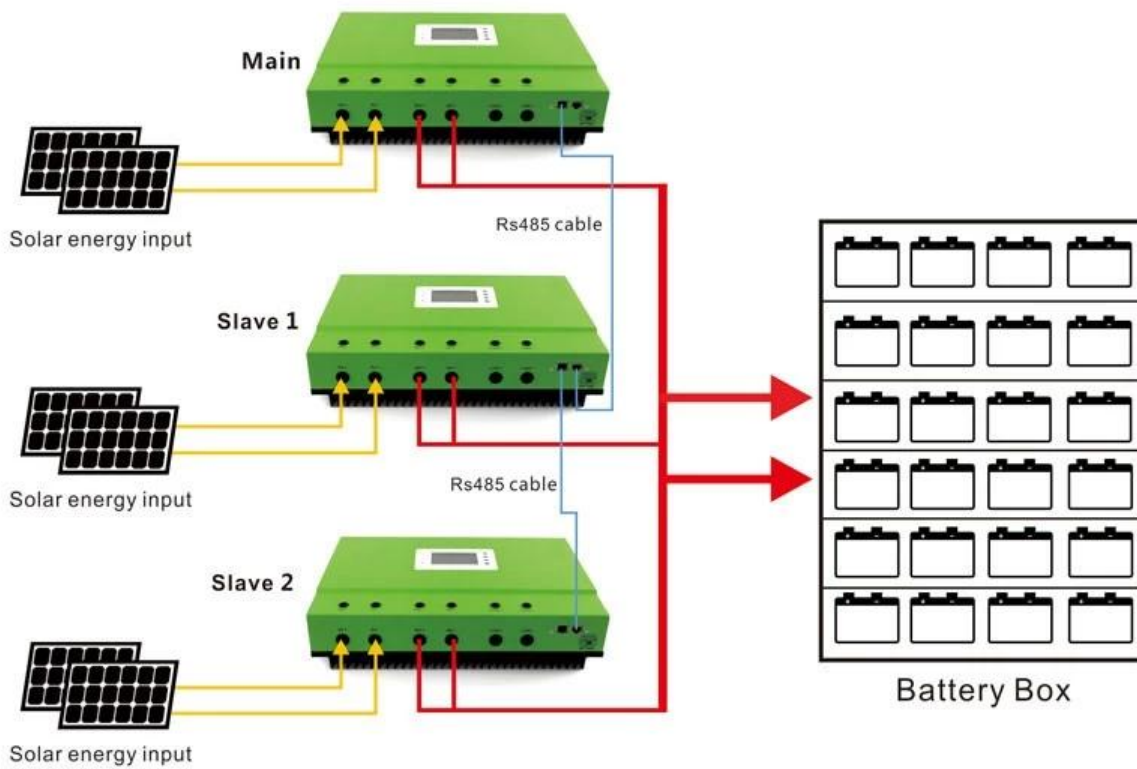 Main
Solar energy input
Rs485 cable
Slave 1
Solar energy input
Rs485 cable
Slave 2
Solar energy input
Battery Box